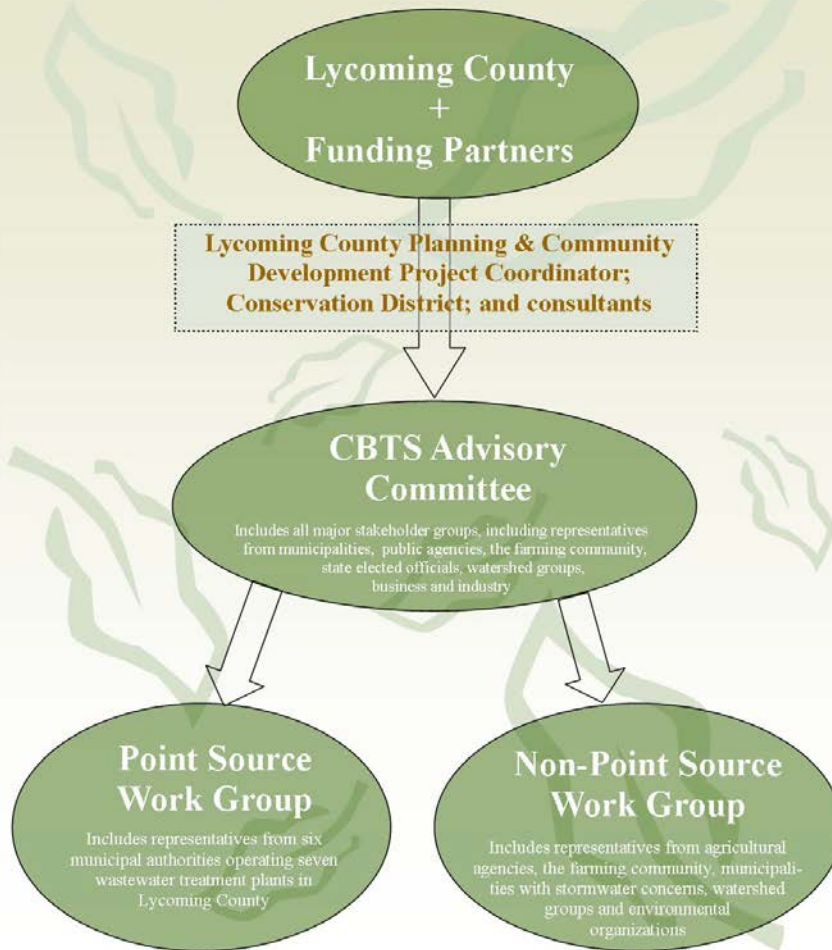 Lycoming County
+
Funding Partners
Lycoming County Planning & Community
Development Project Coordinator;
Conservation District; and consultants
CBTS Advisory
Committee
Includes all major stakeholder groups, including representatives
from municipalities, public agencies, the farming community,
state elected officials, watershed groups,
business and industry
Point Source
Work Group
Includes representatives from six
municipal authorities operating seven
wastewater treatment plants in
Lycoming County
Non-Point Source
Work Group
Includes representatives from agricultural
agencies, the farming community, municipali-
ties with stormwater concerns, watershed
groups and environmental
organizations